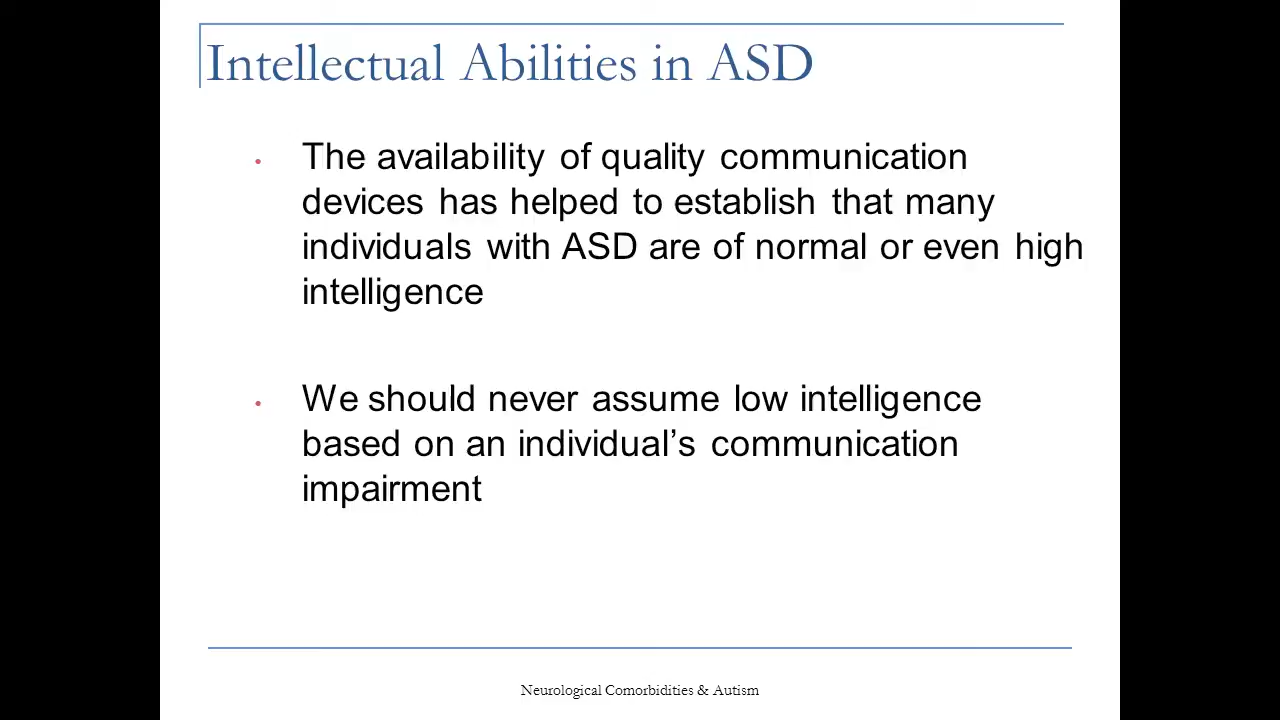 Intellectual Abilities in ASD
• The availability of quality communication
devices has helped to establish that many
individuals with ASD are of normal or even high
intelligence
• We should never assume low intelligence
based on an individual’s communication
impairment
Neurological Comorbidities & Autism